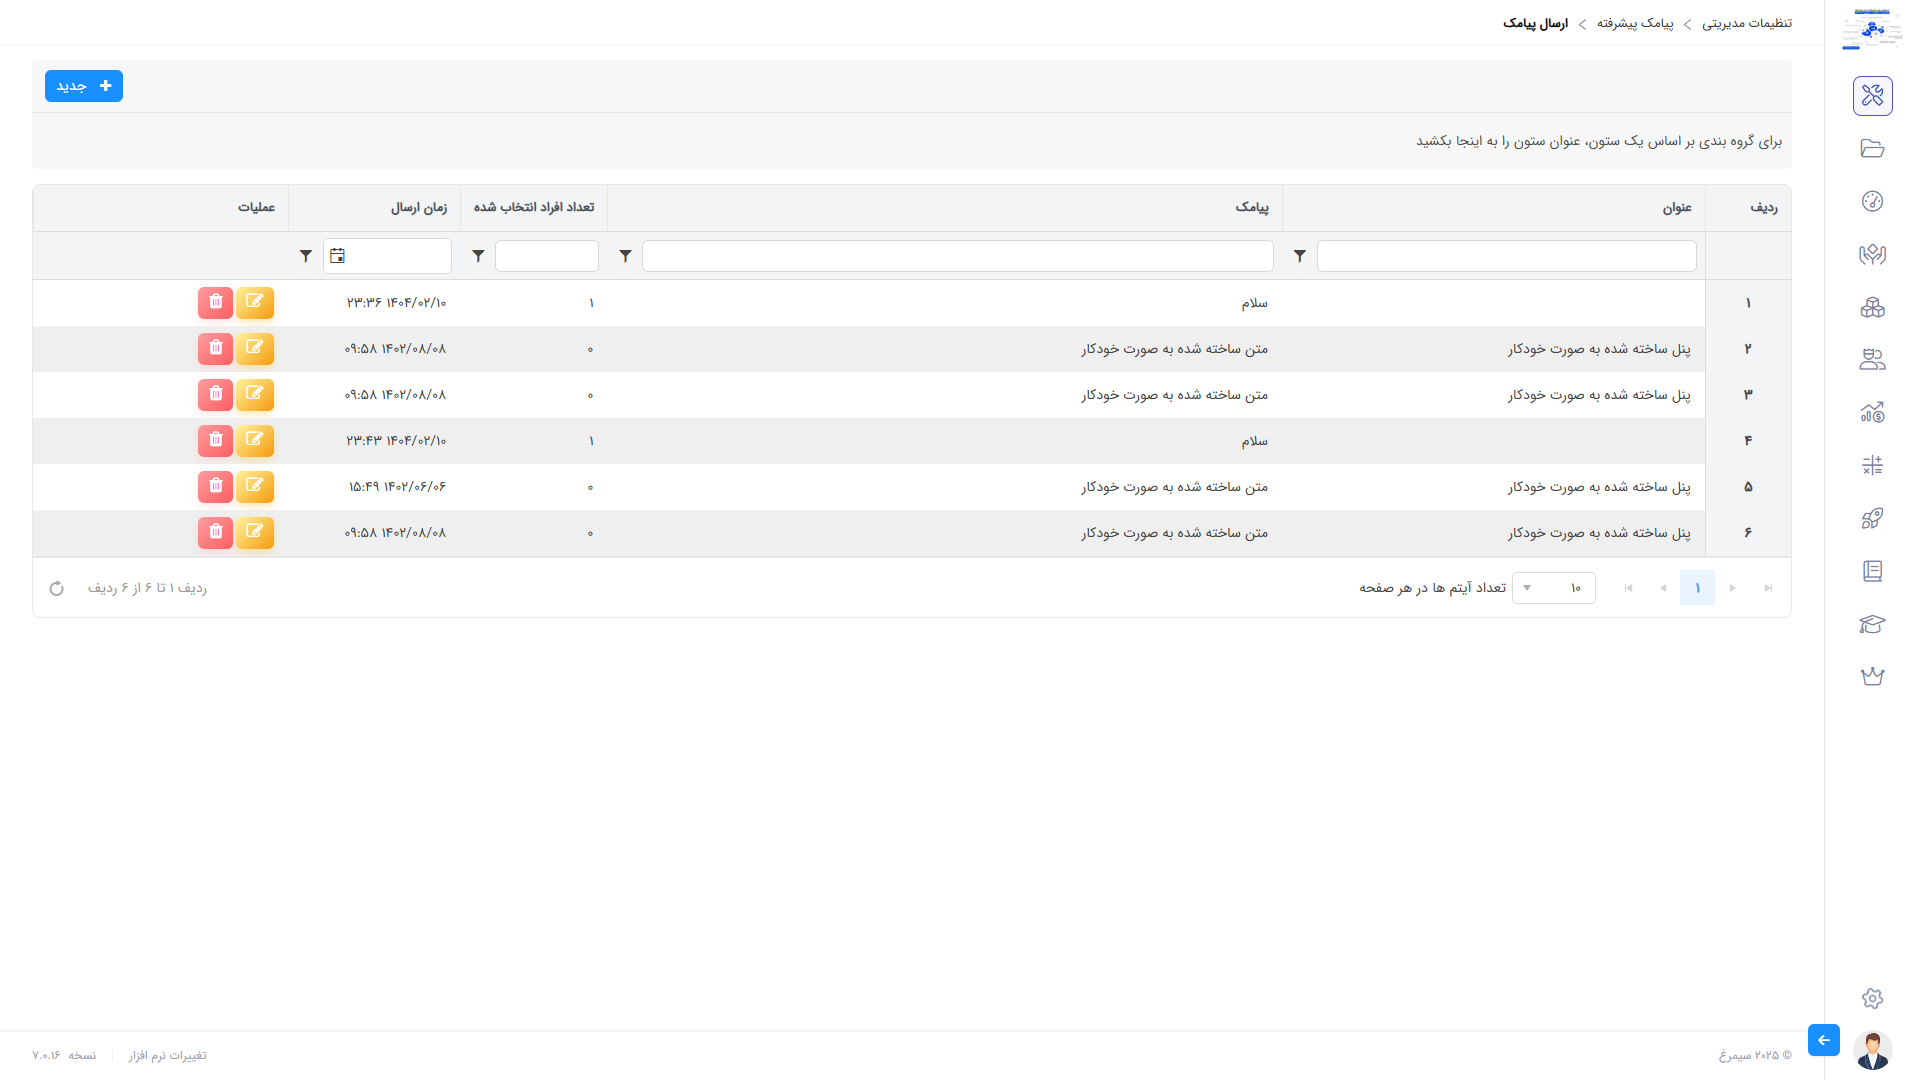 تنظیمات مدیریتی > پیامک پیشرفته > ارسال پیامک
+ جدید
برای گروه بندی بر اساس یک ستون، عنوان ستون را به اینجا بکشید
ردیف عنوان پیامک تعداد افراد انتخاب شده زمان ارسال عملیات
۱ سلام ۱ ۱۴۰۴/۰۲/۱۰ ۲۳:۳۶
۲ پنل ساخته شده به صورت خودکار متن ساخته شده به صورت خودکار ۰ ۱۴۰۲/۰۸/۰۸ ۰۹:۵۸
۳ پنل ساخته شده به صورت خودکار متن ساخته شده به صورت خودکار ۰ ۱۴۰۲/۰۸/۰۸ ۰۹:۵۸
۴ سلام ۱ ۱۴۰۴/۰۲/۱۰ ۲۳:۴۳
۵ پنل ساخته شده به صورت خودکار متن ساخته شده به صورت خودکار ۰ ۱۴۰۲/۰۶/۰۶ ۱۵:۴۹
۶ پنل ساخته شده به صورت خودکار متن ساخته شده به صورت خودکار ۰ ۱۴۰۲/۰۸/۰۸ ۰۹:۵۸
۱ ۱۰ تعداد آیتم ها در هر صفحه ردیف ۱ تا ۶ از ۶ ردیف
© ۲۰۲۵ سیمرغ تغییرات نرم افزار نسخه ۷.۰.۱۶